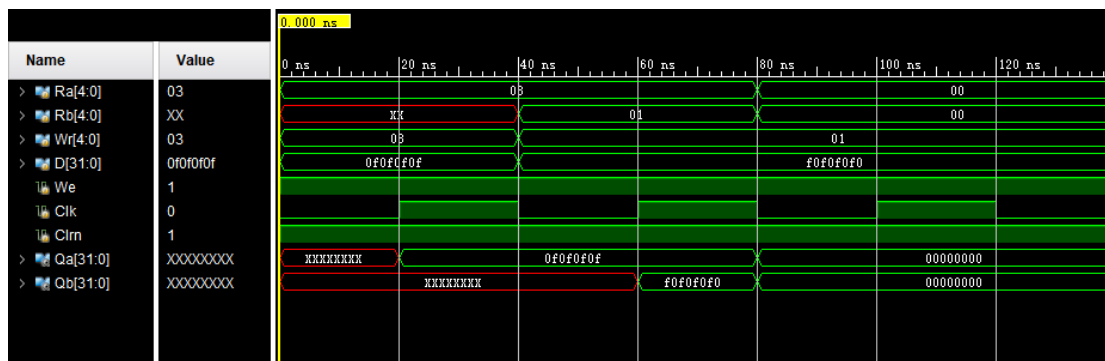 0.000 ns
Name Value 0 ns 20 ns 40 ns 60 ns 80 ns 100 ns 120 ns
Ra[4:0] 03 03 00
Rb[4:0] XX XX 01 00
Wr[4:0] 03 03 01
D[31:0] 0f0f0f0f 0f0f0f0f f0f0f0f0
We 1
Clk 0
Clrn 1
Qa[31:0] XXXXXXXX XXXXXXXX 0f0f0f0f 00000000
Qb[31:0] XXXXXXXX XXXXXXXX f0f0f0f0 00000000